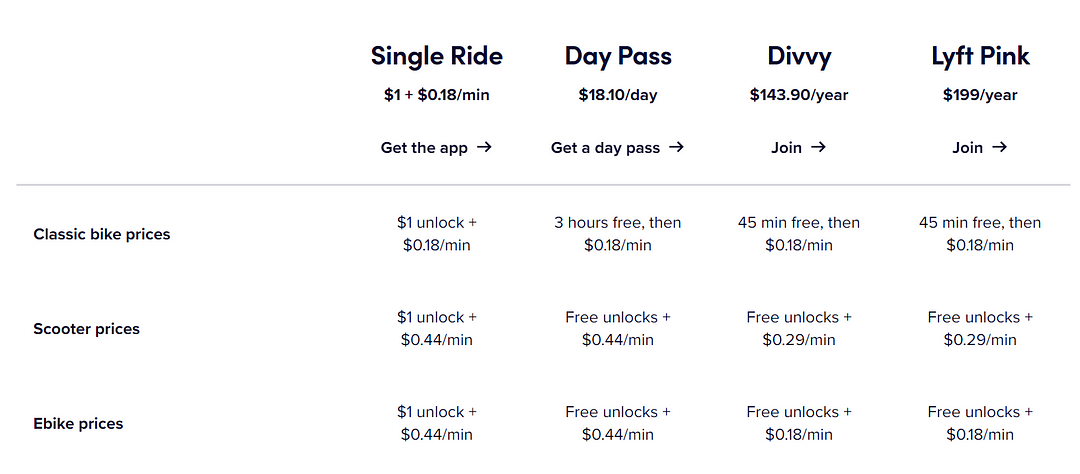 Single Ride Day Pass Divvy Lyft Pink
$1 + $0.18/min $18.10/day $143.90/year $199/year
Get the app → Get a day pass → Join → Join →
Classic bike prices
$1 unlock + 3 hours free, then 45 min free, then 45 min free, then
$0.18/min $0.18/min $0.18/min $0.18/min
Scooter prices
$1 unlock + Free unlocks + Free unlocks + Free unlocks +
$0.44/min $0.44/min $0.29/min $0.29/min
Ebike prices
$1 unlock + Free unlocks + Free unlocks + Free unlocks +
$0.44/min $0.44/min $0.18/min $0.18/min